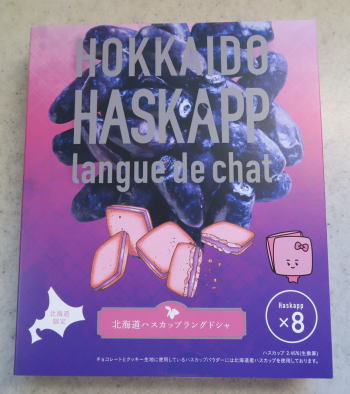 HOKKAIDO
HASKAPP
langue de chat
北海道
限定
北海道ハスカップラングドシャ
Haskapp
×8
ハスカップ 2.46%(生換算)
チョコレートとクッキー生地に使用しているハスカップパウダーには北海道産ハスカップを使用しております。